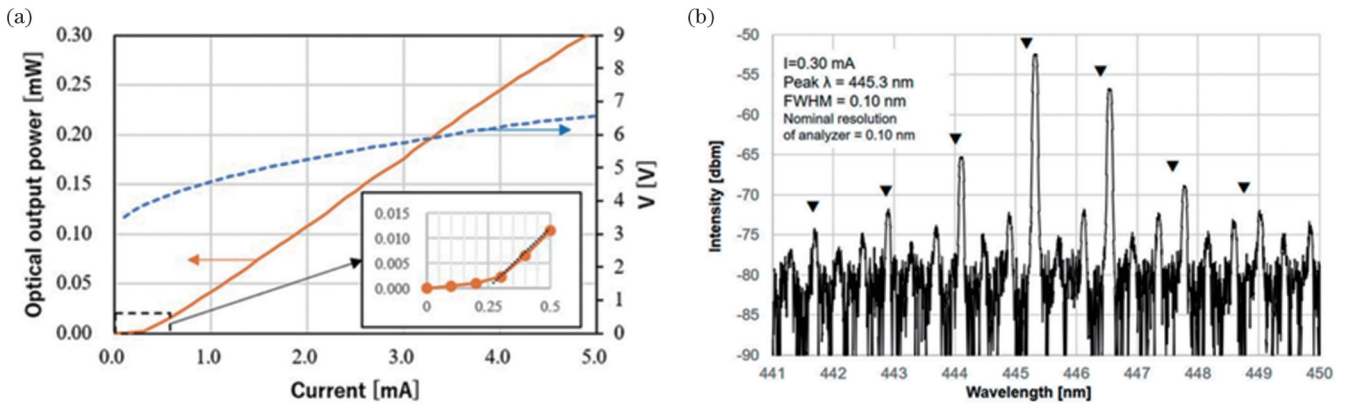 (a)
Optical output power [mW]
0.30
0.25
0.20
0.15
0.10
0.05
0.00
0.0 1.0 2.0 3.0 4.0 5.0
Current [mA]
9
8
7
6
5
4
3
2
1
0
V [V]
0.015
0.010
0.005
0.000
0 0.25 0.5
(b)
Intensity [dbm]
-50
-55
-60
-65
-70
-75
-80
-85
-90
I=0.30 mA
Peak λ = 445.3 nm
FWHM = 0.10 nm
Nominal resolution
of analyzer = 0.10 nm
441 442 443 444 445 446 447 448 449 450
Wavelength [nm]